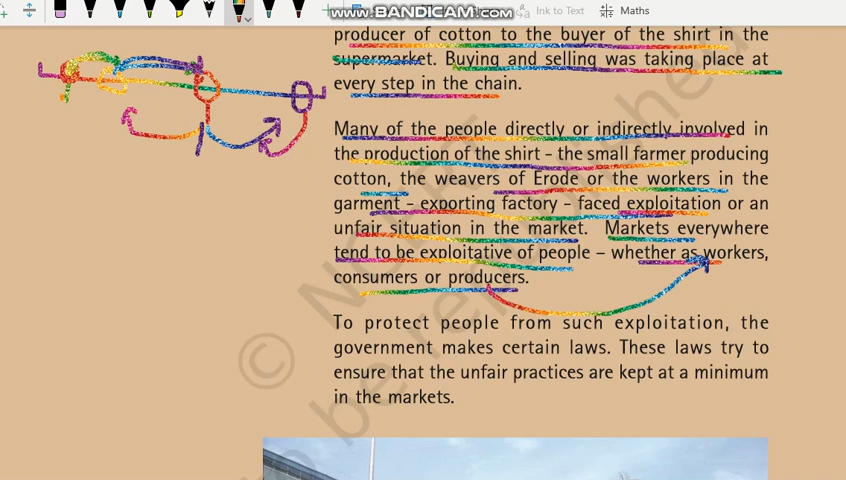 WWW.BANDICAM.COM
Ink to Text
Maths
producer of cotton to the buyer of the shirt in the
supermarket. Buying and selling was taking place at
every step in the chain.
Many of the people directly or indirectly involved in
the production of the shirt – the small farmer producing
cotton, the weavers of Erode or the workers in the
garment – exporting factory – faced exploitation or an
unfair situation in the market. Markets everywhere
tend to be exploitative of people – whether as workers,
consumers or producers.
To protect people from such exploitation, the
government makes certain laws. These laws try to
ensure that the unfair practices are kept at a minimum
in the markets.